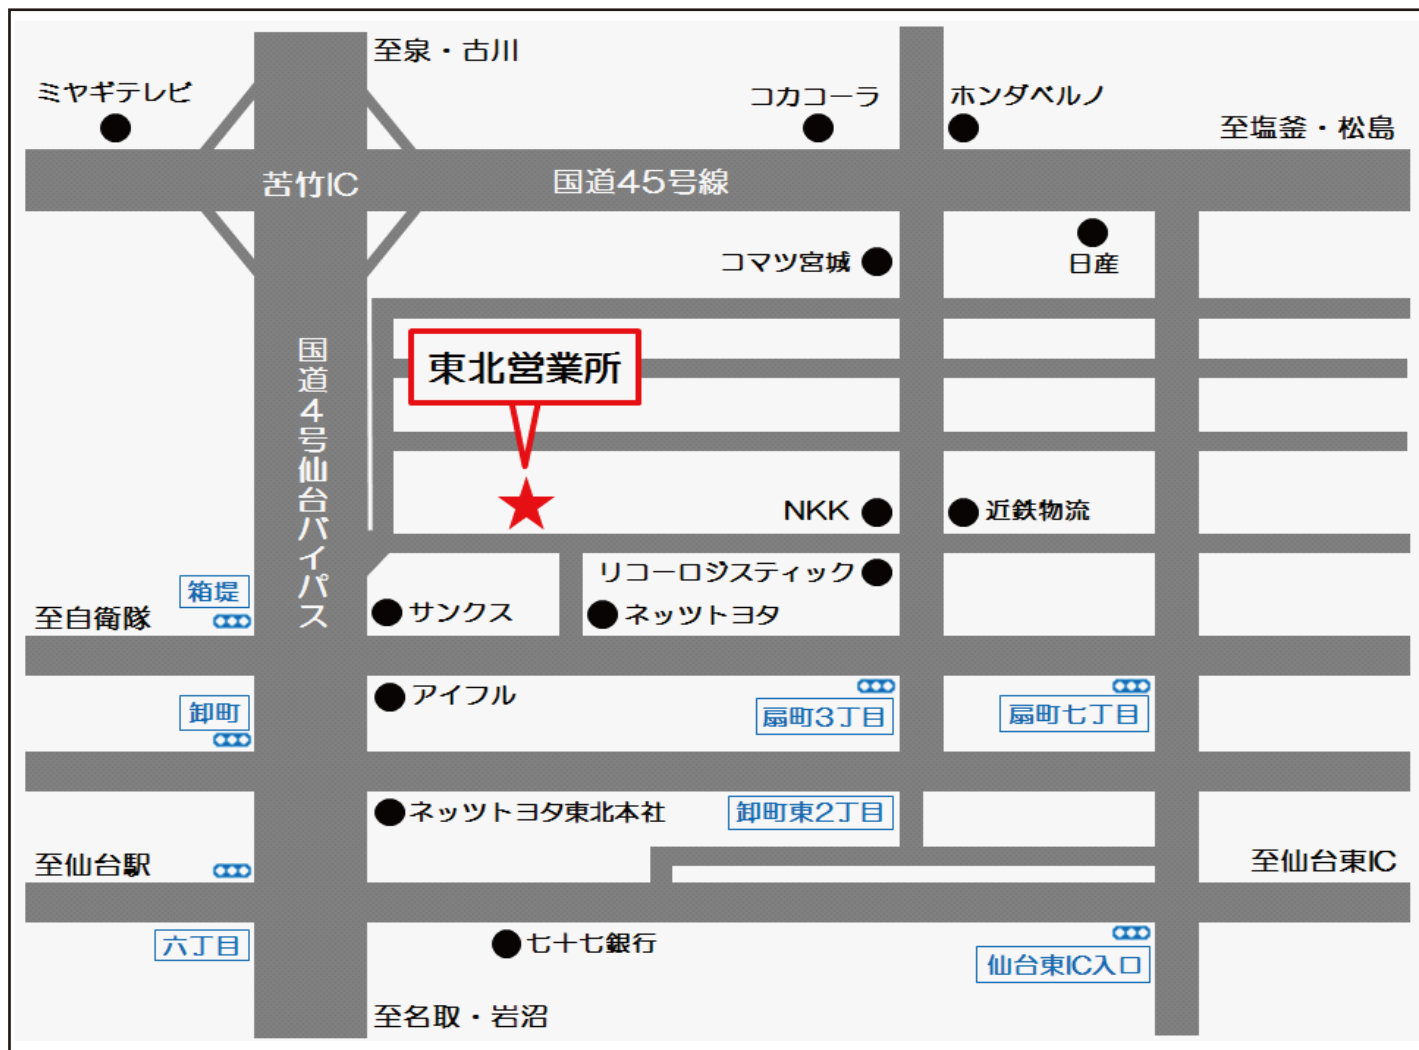 至泉・古川
ミヤギテレビ
コカコーラ
ホンダベルノ
至塩釜・松島
苦竹IC
国道45号線
コマツ宮城
日産
国道4号仙台バイパス
東北営業所
NKK
近鉄物流
リコーロジスティック
箱堤
至自衛隊
サンクス
ネッツトヨタ
アイフル
卸町
扇町3丁目
扇町七丁目
ネッツトヨタ東北本社
卸町東2丁目
至仙台駅
至仙台東IC
六丁目
七十七銀行
仙台東IC入口
至名取・岩沼